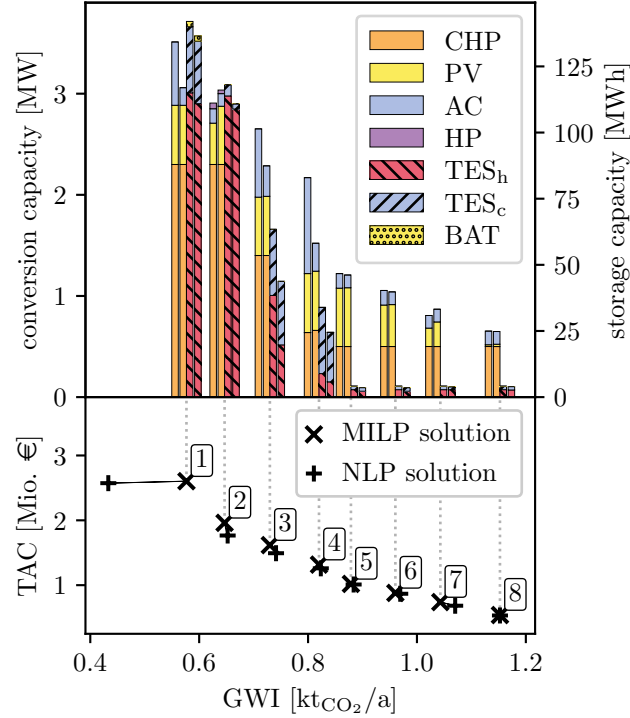 conversion capacity [MW]
3
2
1
0
CHP
PV
AC
HP
TESh
TESc
BAT
125
100
75
50
25
0
storage capacity [MWh]
TAC [Mio. €]
3
2
1
MILP solution
NLP solution
1
2
3
4
5
6
7
8
0.4
0.6
0.8
1.0
1.2
GWI [ktCO2/a]